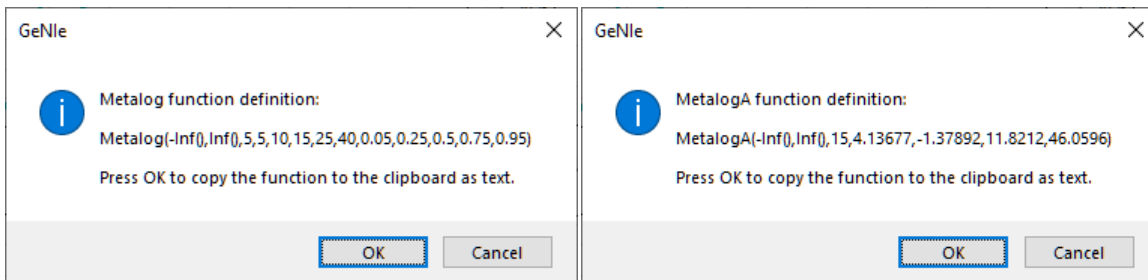 GeNIe
Metalog function definition:
Metalog(-Inf(),Inf(),5,5,10,15,25,40,0.05,0.25,0.5,0.75,0.95)
Press OK to copy the function to the clipboard as text.
OK
Cancel
GeNIe
MetalogA function definition:
MetalogA(-Inf(),Inf(),15,4.13677,-1.37892,11.8212,46.0596)
Press OK to copy the function to the clipboard as text.
OK
Cancel